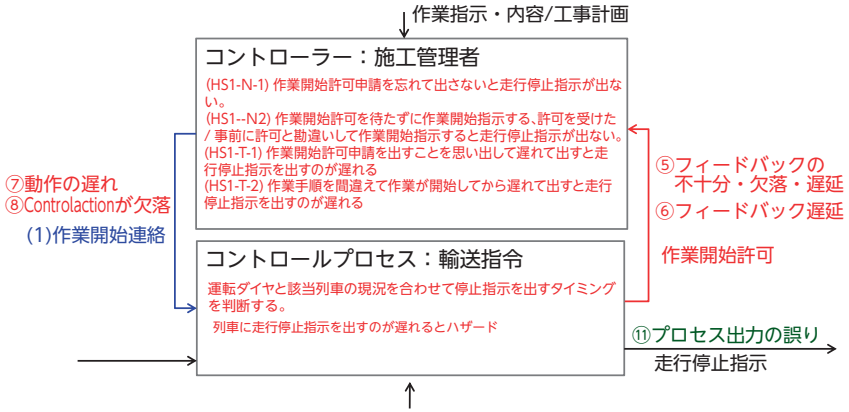 作業指示・内容/工事計画
コントローラー：施工管理者
(HS1-N-1) 作業開始許可申請を忘れて出さないと走行停止指示が出な
い。
(HS1--N2) 作業開始許可を待たずに作業開始指示する、許可を受けた
/ 事前に許可と勘違いして作業開始指示すると走行停止指示が出ない。
(HS1-T-1) 作業開始許可申請を出すことを思い出して遅れて出すと走
行停止指示を出すのが遅れる
(HS1-T-2) 作業手順を間違えて作業が開始してから遅れて出すと走行
停止指示を出すのが遅れる
⑦動作の遅れ
⑧Controlactionが欠落
(1)作業開始連絡
⑤フィードバックの
不十分・欠落・遅延
⑥フィードバック遅延
作業開始許可
コントロールプロセス：輸送指令
運転ダイヤと該当列車の現況を合わせて停止指示を出すタイミング
を判断する。
列車に走行停止指示を出すのが遅れるとハザード
⑪プロセス出力の誤り
走行停止指示